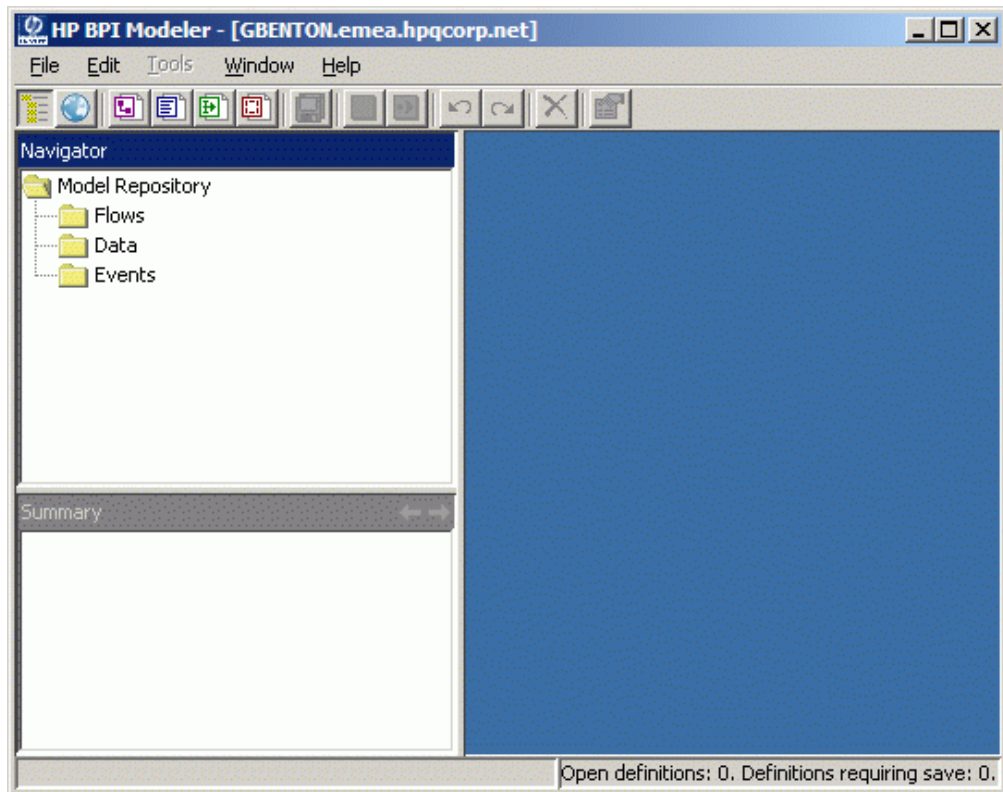 HP BPI Modeler - [GBENTON.emea.hpqcorp.net]
File Edit Tools Window Help
Navigator
Model Repository
Flows
Data
Events
Summary
Open definitions: 0. Definitions requiring save: 0.